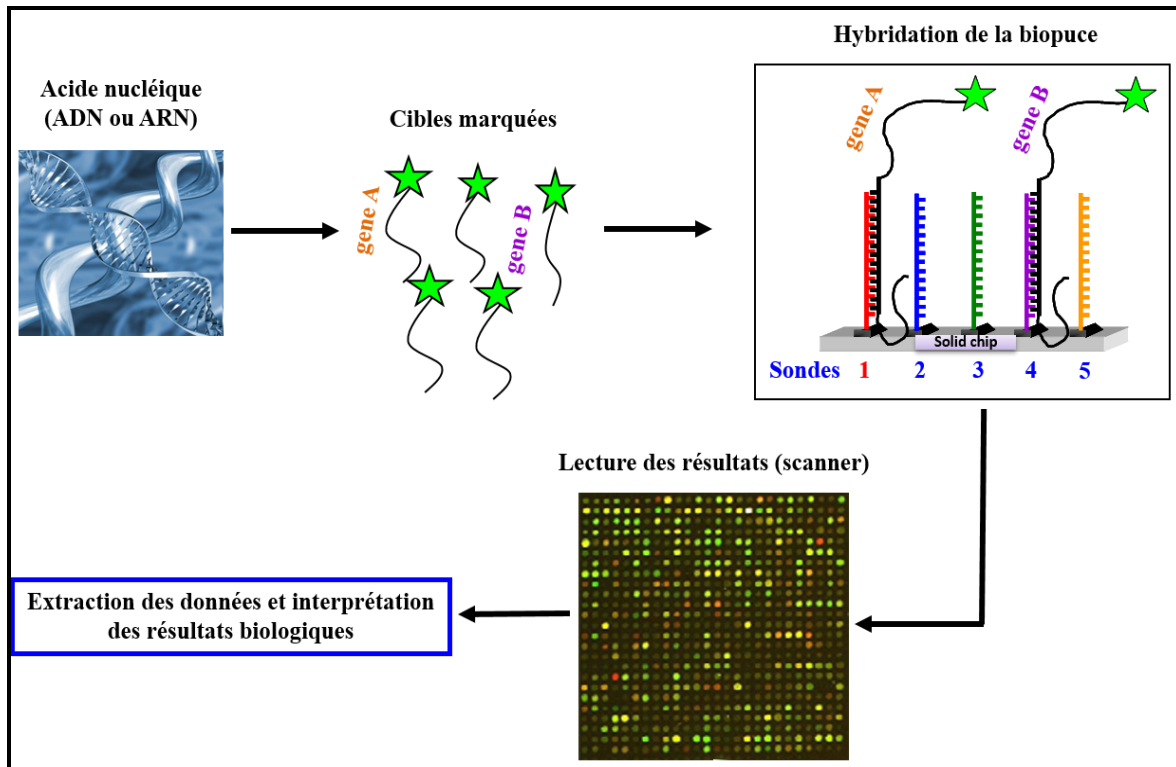 Acide nucléique
(ADN ou ARN)
Cibles marquées
gene A
gene B
Hybridation de la biopuce
gene A
gene B
Solid chip
Sondes 1 2 3 4 5
Lecture des résultats (scanner)
Extraction des données et interprétation
des résultats biologiques